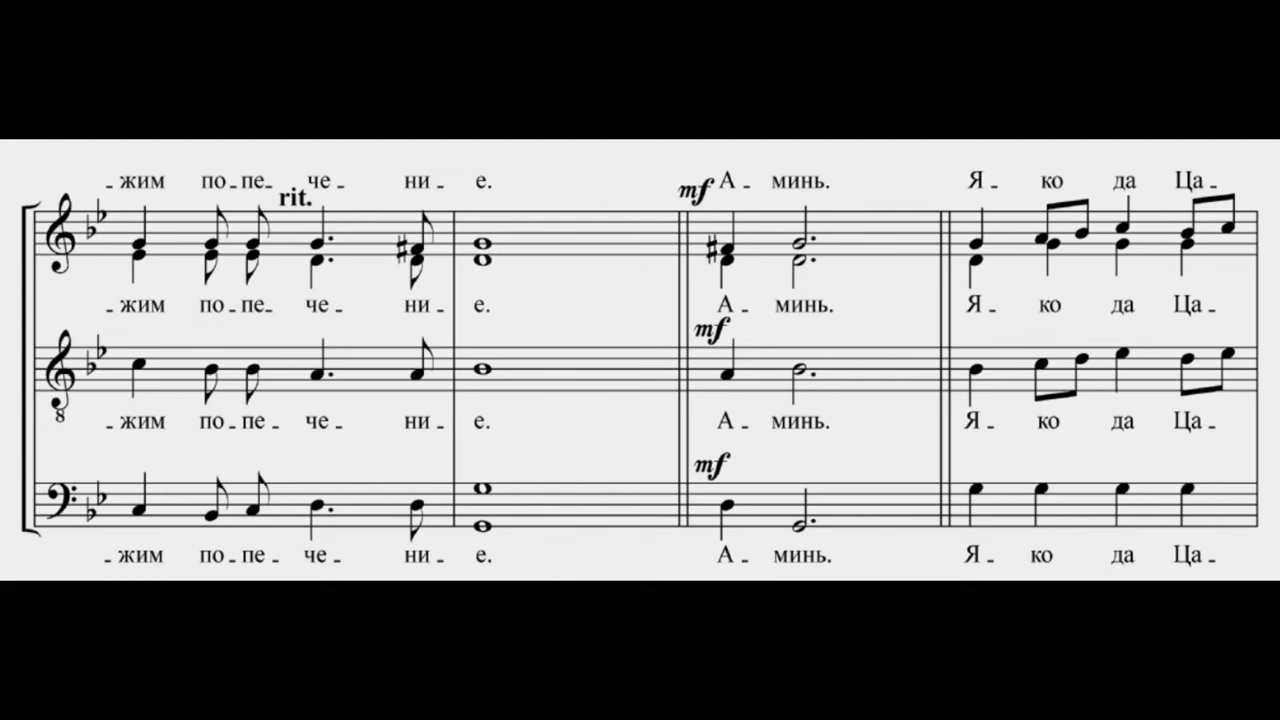 - жим по - пе - че - ни - е. А - минь. Я - ко да Ца -
rit. mf
- жим по - пе - че - ни - е. А - минь. Я - ко да Ца -
mf
8
- жим по - пе - че - ни - е. А - минь. Я - ко да Ца -
mf
- жим по - пе - че - ни - е. А - минь. Я - ко да Ца -